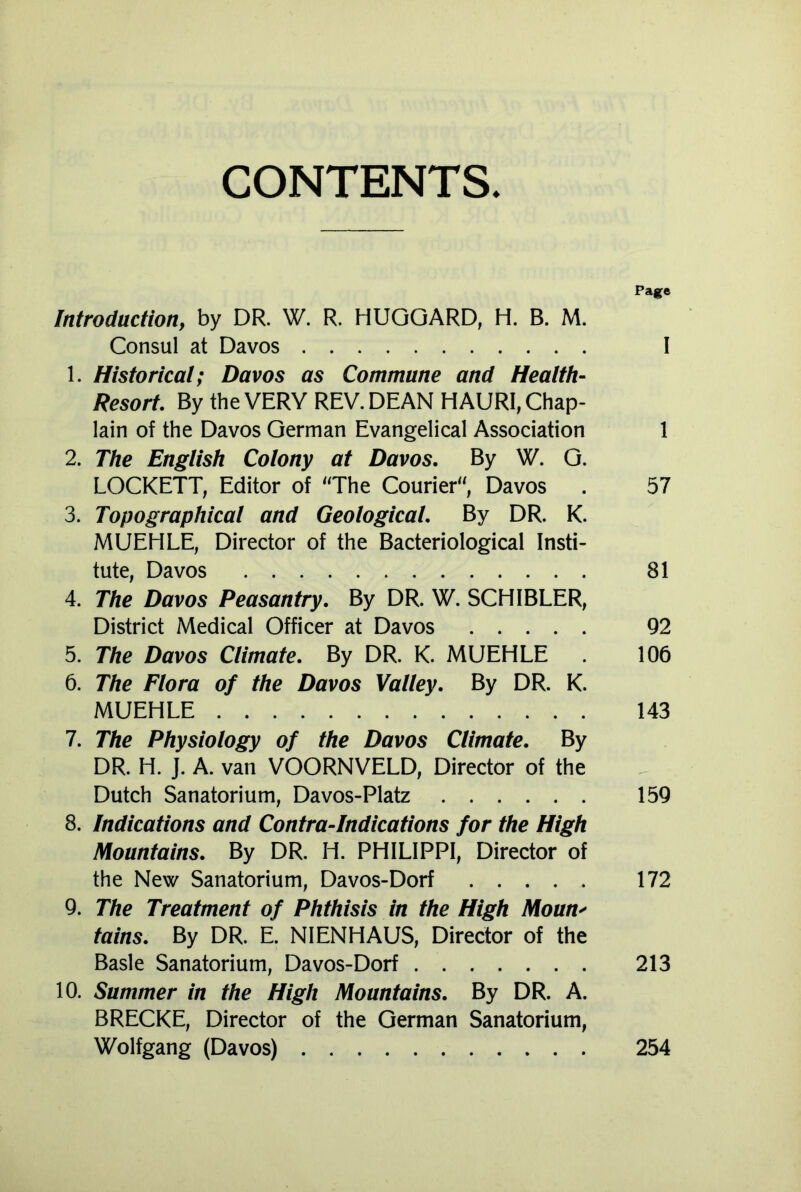 CONTENTS.
Page
Introduction, by DR. W. R. HUGGARD, H. B. M.
Consul at Davos . . . . . . . . . . . I
1. Historical; Davos as Commune and Health-
Resort. By the VERY REV. DEAN HAURI, Chap-
lain of the Davos German Evangelical Association 1
2. The English Colony at Davos. By W. G.
LOCKETT, Editor of "The Courier", Davos . 57
3. Topographical and Geological. By DR. K.
MUEHLE, Director of the Bacteriological Insti-
tute, Davos . . . . . . . . . . . . . 81
4. The Davos Peasantry. By DR. W. SCHIBLER,
District Medical Officer at Davos . . . . . 92
5. The Davos Climate. By DR. K. MUEHLE . 106
6. The Flora of the Davos Valley. By DR. K.
MUEHLE . . . . . . . . . . . . . . 143
7. The Physiology of the Davos Climate. By
DR. H. J. A. van VOORNVELD, Director of the
Dutch Sanatorium, Davos-Platz . . . . . . 159
8. Indications and Contra-Indications for the High
Mountains. By DR. H. PHILIPPI, Director of
the New Sanatorium, Davos-Dorf . . . . . 172
9. The Treatment of Phthisis in the High Moun-
tains. By DR. E. NIENHAUS, Director of the
Basle Sanatorium, Davos-Dorf . . . . . . . 213
10. Summer in the High Mountains. By DR. A.
BRECKE, Director of the German Sanatorium,
Wolfgang (Davos) . . . . . . . . . . . 254